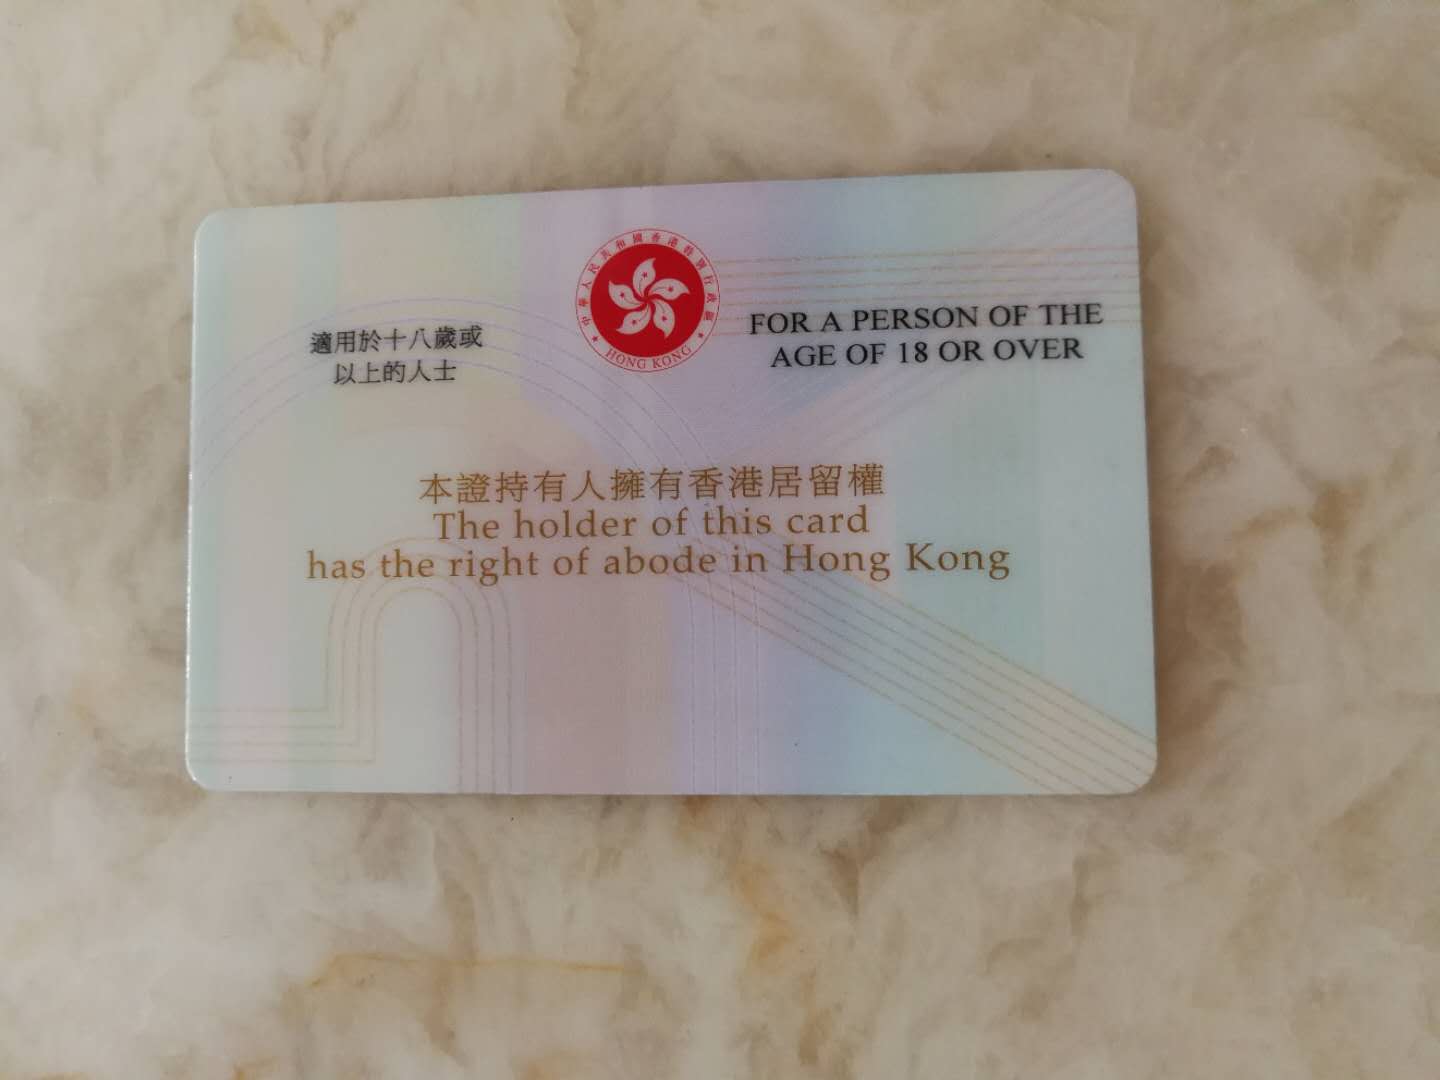 中華人民共和國香港特別行政區
HONG KONG
適用於十八歲或
以上的人士
FOR A PERSON OF THE
AGE OF 18 OR OVER
本證持有人擁有香港居留權
The holder of this card
has the right of abode in Hong Kong